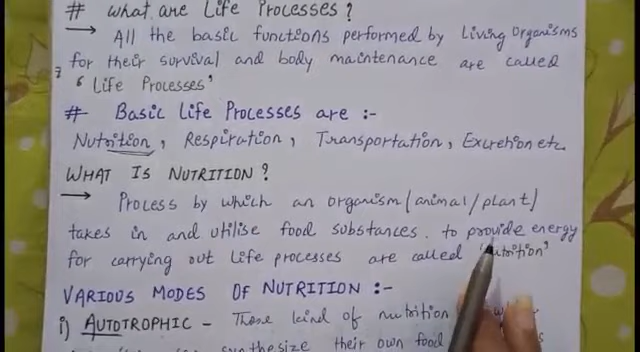 # What are Life Processes?
→ All the basic functions performed by Living Organisms
for their survival and body maintenance are called
"Life Processes"
# Basic Life Processes are :-
Nutrition, Respiration, Transportation, Excretion etc.
WHAT IS NUTRITION?
→ Process by which an organism (animal/plant)
takes in and utilise food substances. to provide energy
for carrying out Life processes are called Nutrition"
VARIOUS MODES OF NUTRITION :-
i) AUTOTROPHIC - Those kind of nutrition
synthesize their own food